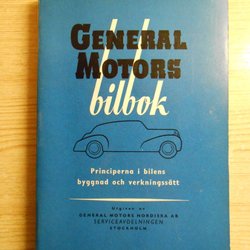 GENERAL
MOTORS
bilbok
Principerna i bilens
byggnad och verkningssätt
Utgiven av
GENERAL MOTORS NORDISKA AB
SERVICEAVDELNINGEN
STOCKHOLM